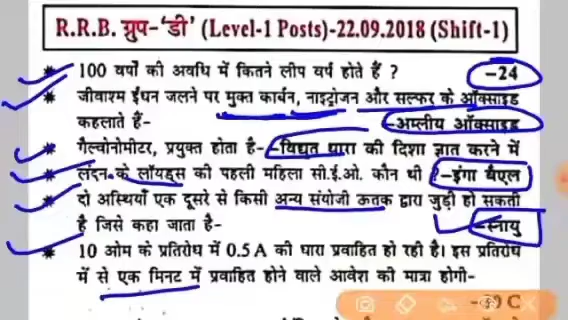 R.R.B. ग्रुप-'डी' (Level-1 Posts)-22.09.2018 (Shift-1)
* 100 वर्षों की अवधि में कितने लीप वर्ष होते हैं ? -24
* जीवाश्म ईंधन जलने पर मुक्त कार्बन, नाइट्रोजन और सल्फर के ऑक्साइड
कहलाते हैं- -अम्लीय ऑक्साइड
* गैल्वोनोमीटर, प्रयुक्त होता है- -विद्युत धारा की दिशा ज्ञात करने में
* लंदन के लॉयड्स की पहली महिला सी.ई.ओ. कौन थी ? -इंगा बैएल
* दो अस्थियाँ एक दूसरे से किसी अन्य संयोजी ऊतक द्वारा जुड़ी हो सकती
है जिसे कहा जाता है- -स्नायु
* 10 ओम के प्रतिरोध में 0.5 A की धारा प्रवाहित हो रही है। इस प्रतिरोध
में से एक मिनट में प्रवाहित होने वाले आवेश की मात्रा होगी-
C